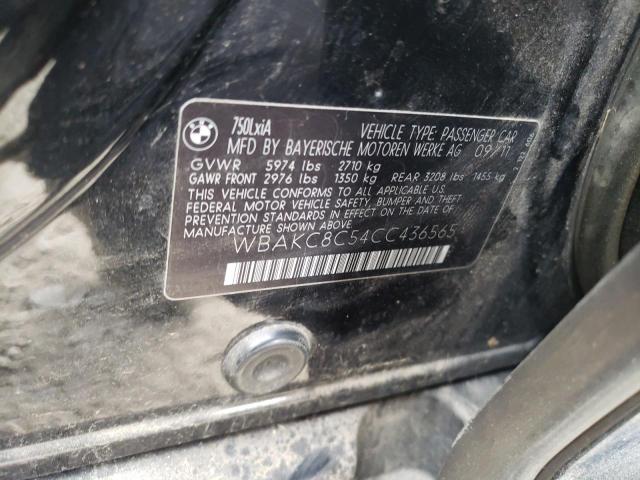 BMW
750LxiA
VEHICLE TYPE: PASSENGER CAR
MFD BY BAYERISCHE MOTOREN WERKE AG 09/11
GVWR 5974 lbs 2710 kg
GAWR FRONT 2976 lbs 1350 kg REAR 3208 lbs 1455 kg
THIS VEHICLE CONFORMS TO ALL APPLICABLE U.S.
FEDERAL MOTOR VEHICLE SAFETY, BUMPER AND THEFT
PREVENTION STANDARDS IN EFFECT ON THE DATE OF
MANUFACTURE SHOWN ABOVE.
WBAKC8C54CC436565